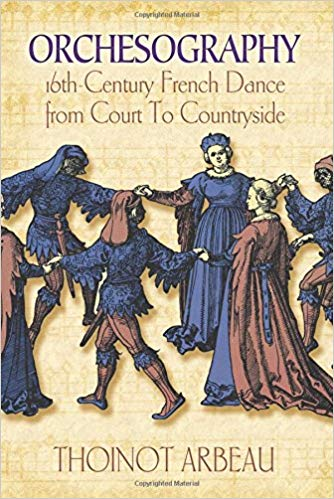 ORCHESOGRAPHY
16th-Century French Dance
from Court To Countryside
THOINOT ARBEAU